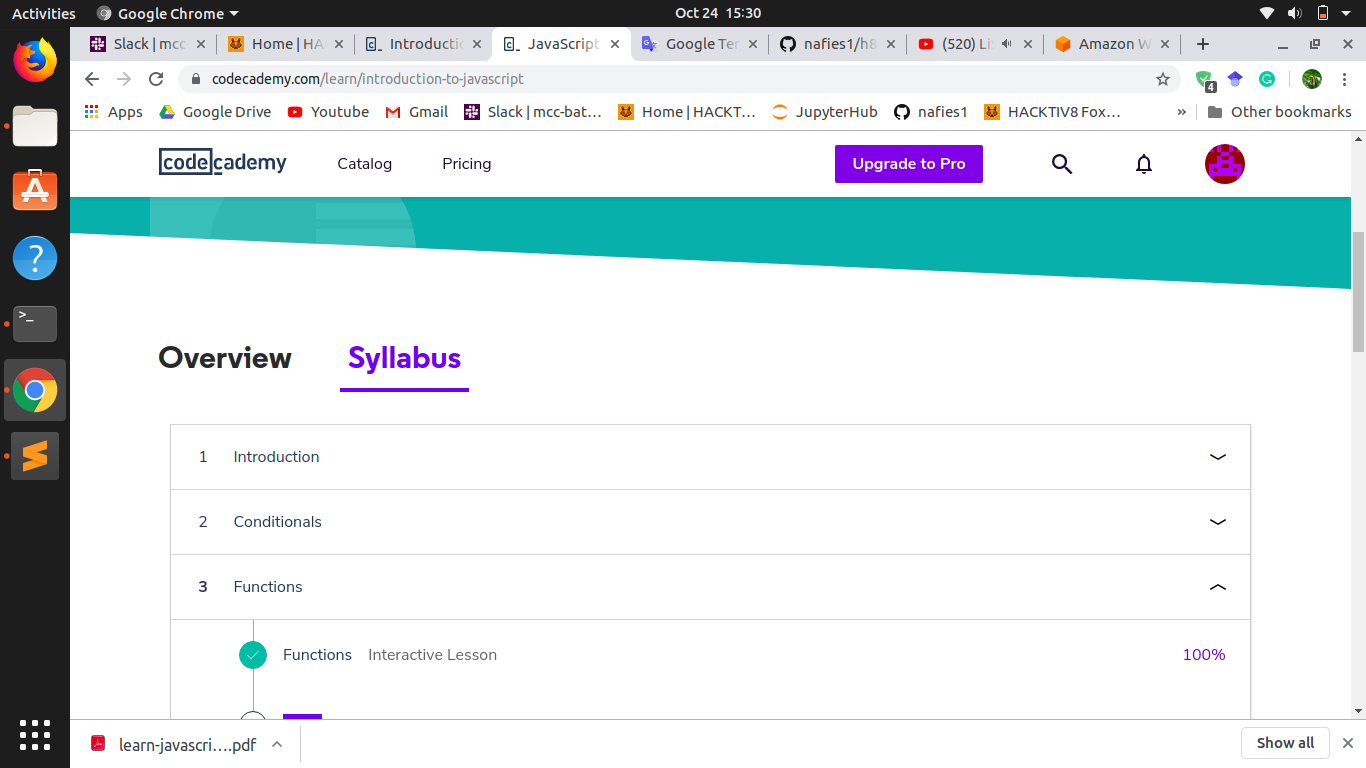 Activities Google Chrome Oct 24 15:30
Slack | mcc Home | HA Introductic JavaScript Google Ter nafies1/h8 (520) Li Amazon W
codecademy.com/learn/introduction-to-javascript 4
Apps Google Drive Youtube Gmail Slack | mcc-bat... Home | HACKT... JupyterHub nafies1 HACKTIV8 Fox... » Other bookmarks
codecademy Catalog Pricing Upgrade to Pro
Overview Syllabus
1 Introduction
2 Conditionals
3 Functions
Functions Interactive Lesson 100%
learn-javascri....pdf Show all